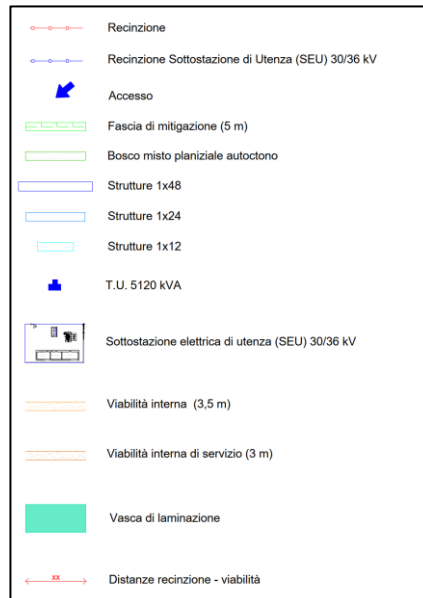 Recinzione
Recinzione Sottostazione di Utenza (SEU) 30/36 kV
Accesso
Fascia di mitigazione (5 m)
Bosco misto planiziale autoctono
Strutture 1x48
Strutture 1x24
Strutture 1x12
T.U. 5120 kVA
Sottostazione elettrica di utenza (SEU) 30/36 kV
Viabilità interna (3,5 m)
Viabilità interna di servizio (3 m)
Vasca di laminazione
xx
Distanze recinzione - viabilità